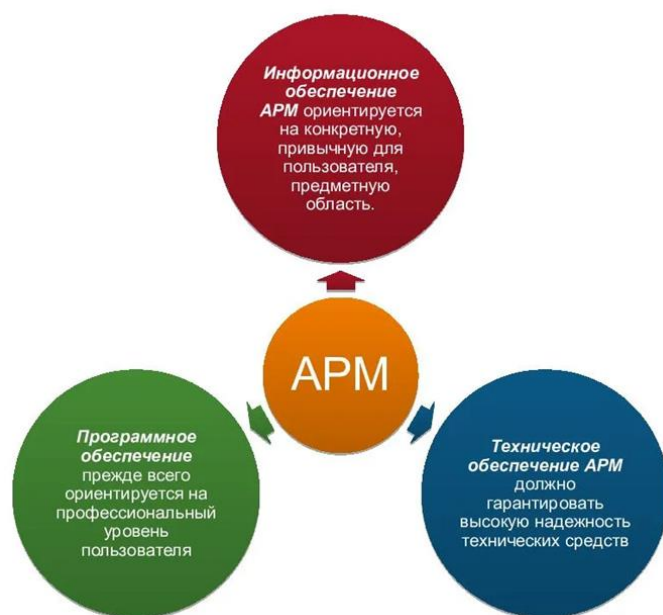 Информационное
обеспечение
АРМ ориентируется
на конкретную,
привычную для
пользователя,
предметную
область.
АРМ
Программное
обеспечение
прежде всего
ориентируется на
профессиональный
уровень
пользователя
Техническое
обеспечение АРМ
должно
гарантировать
высокую надежность
технических средств